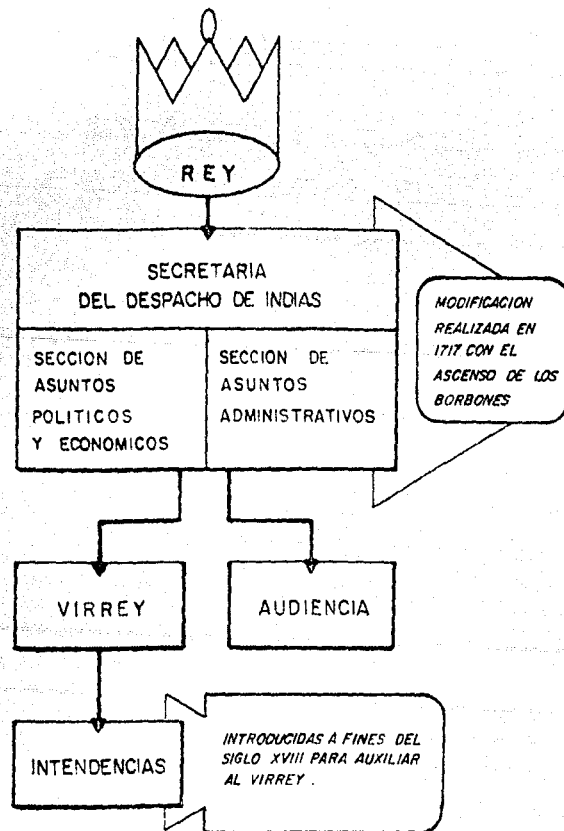 REY
SECRETARIA
DEL DESPACHO DE INDIAS
SECCION DE
ASUNTOS
POLITICOS
Y ECONOMICOS
SECCION DE
ASUNTOS
ADMINISTRATIVOS
MODIFICACION
REALIZADA EN
1717 CON EL
ASCENSO DE LOS
BORBONES
VIRREY
AUDIENCIA
INTENDENCIAS
INTRODUCIDAS A FINES DEL
SIGLO XVIII PARA AUXILIAR
AL VIRREY.